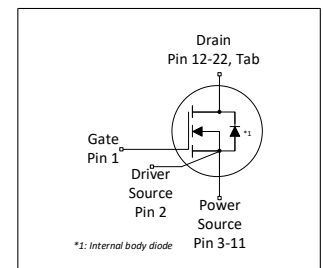 Drain
Pin 12-22, Tab
*1
Gate
Pin 1
Driver
Source
Pin 2
Power
Source
Pin 3-11
*1: Internal body diode